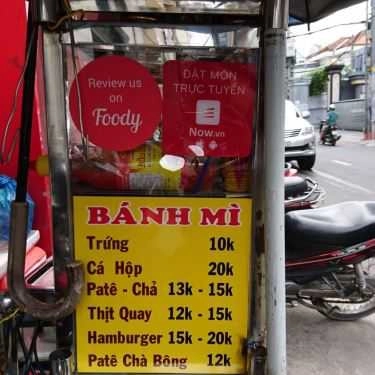 Review us
on
Foody
ĐẶT MÓN
TRỰC TUYẾN
Now.vn
BÁNH MÌ
Trứng 10k
Cá Hộp 20k
Patê - Chả 13k - 15k
Thịt Quay 12k - 15k
Hamburger 15k - 20k
Patê Chà Bông 12k